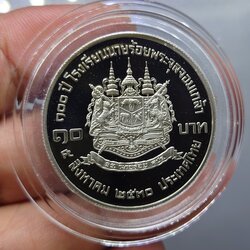 ๑๐๐ ปี โรงเรียนนายร้อยพระจุลจอมเกล้า
๑๐ บาท
๕ สิงหาคม ๒๕๓๐ ประเทศไทย